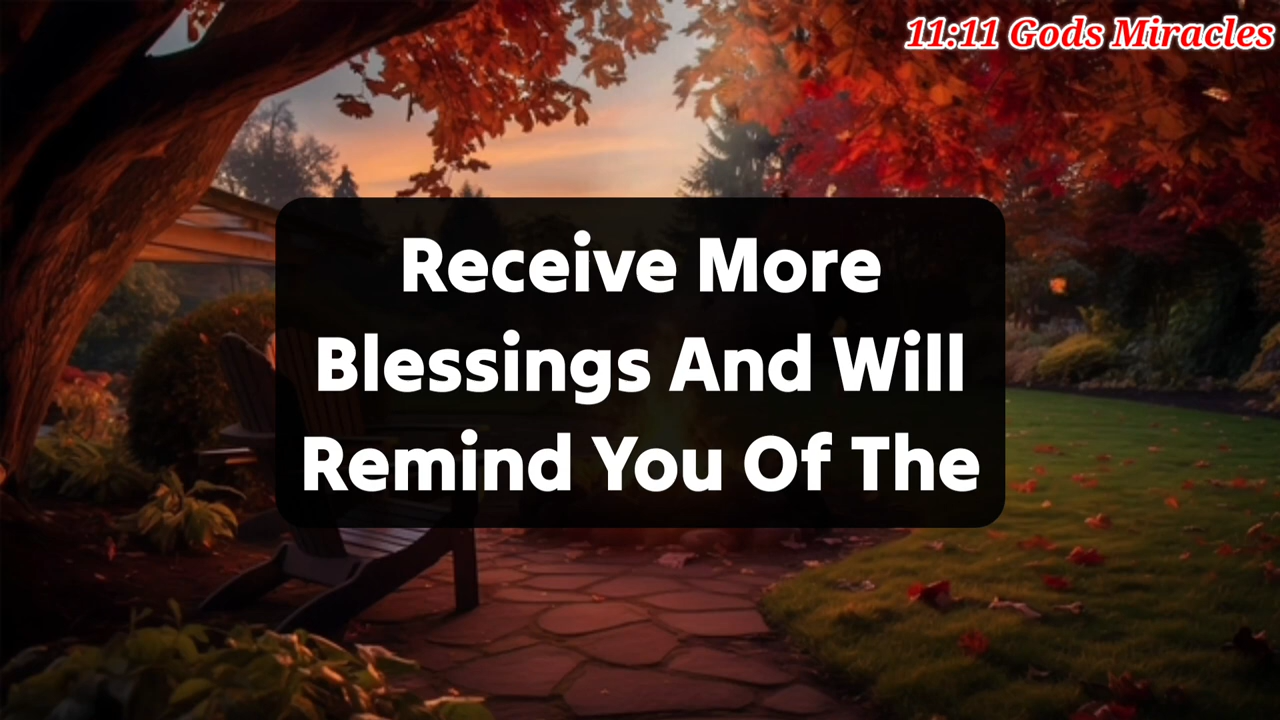 11:11 Gods Miracles
Receive More
Blessings And Will
Remind You Of The